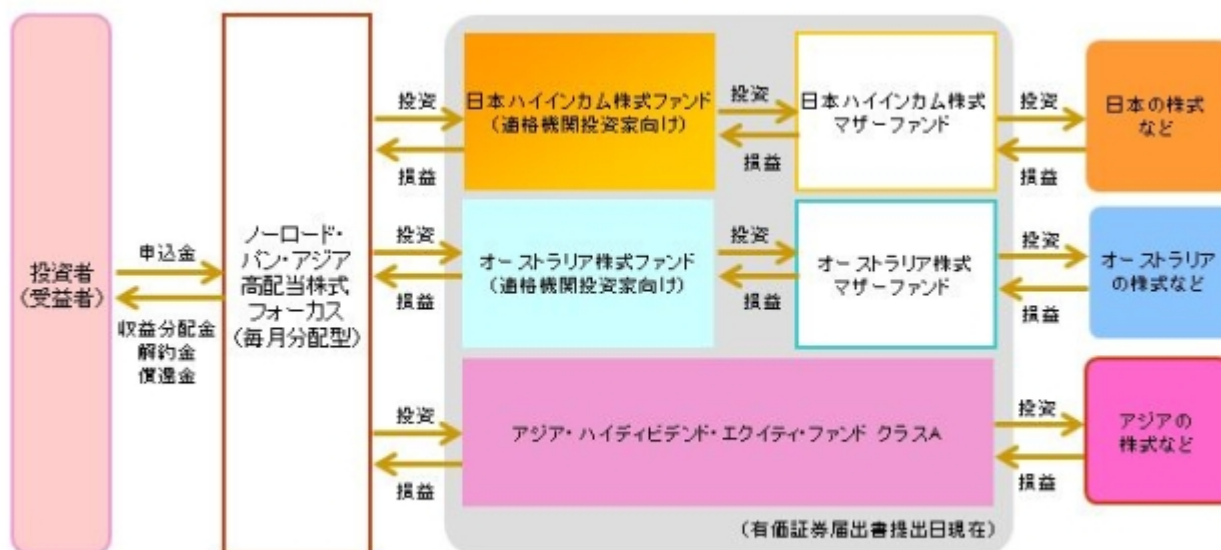 投資者
(受益者)
申込金
収益分配金
解約金
償還金
ノーロード・
パン・アジア
高配当株式
フォーカス
(毎月分配型)
投資
損益
日本ハイインカム株式ファンド
(適格機関投資家向け)
投資
損益
日本ハイインカム株式
マザーファンド
投資
損益
日本の株式
など
投資
損益
オーストラリア株式ファンド
(適格機関投資家向け)
投資
損益
オーストラリア株式
マザーファンド
投資
損益
オーストラリア
の株式など
投資
損益
アジア・ハイディビデンド・エクイティ・ファンド クラスA
投資
損益
アジアの
株式など
(有価証券届出書提出日現在)